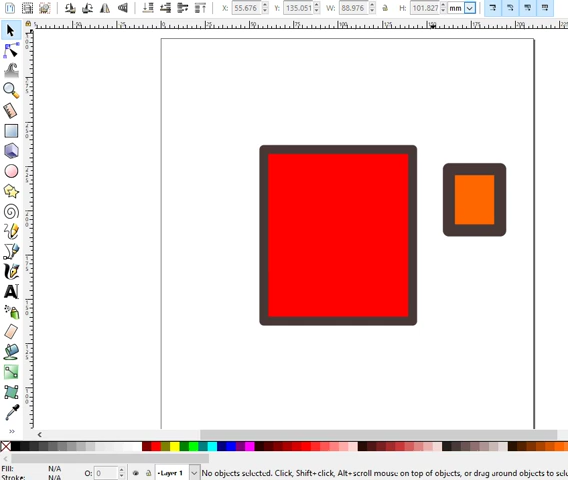 X: 55.676 Y: 135.051 W: 88.976 H: 101.827 mm
Fill: N/A
Stroke: N/A
O: 0
Layer 1
No objects selected. Click, Shift+click, Alt+scroll mouse on top of objects, or drag around objects to sele